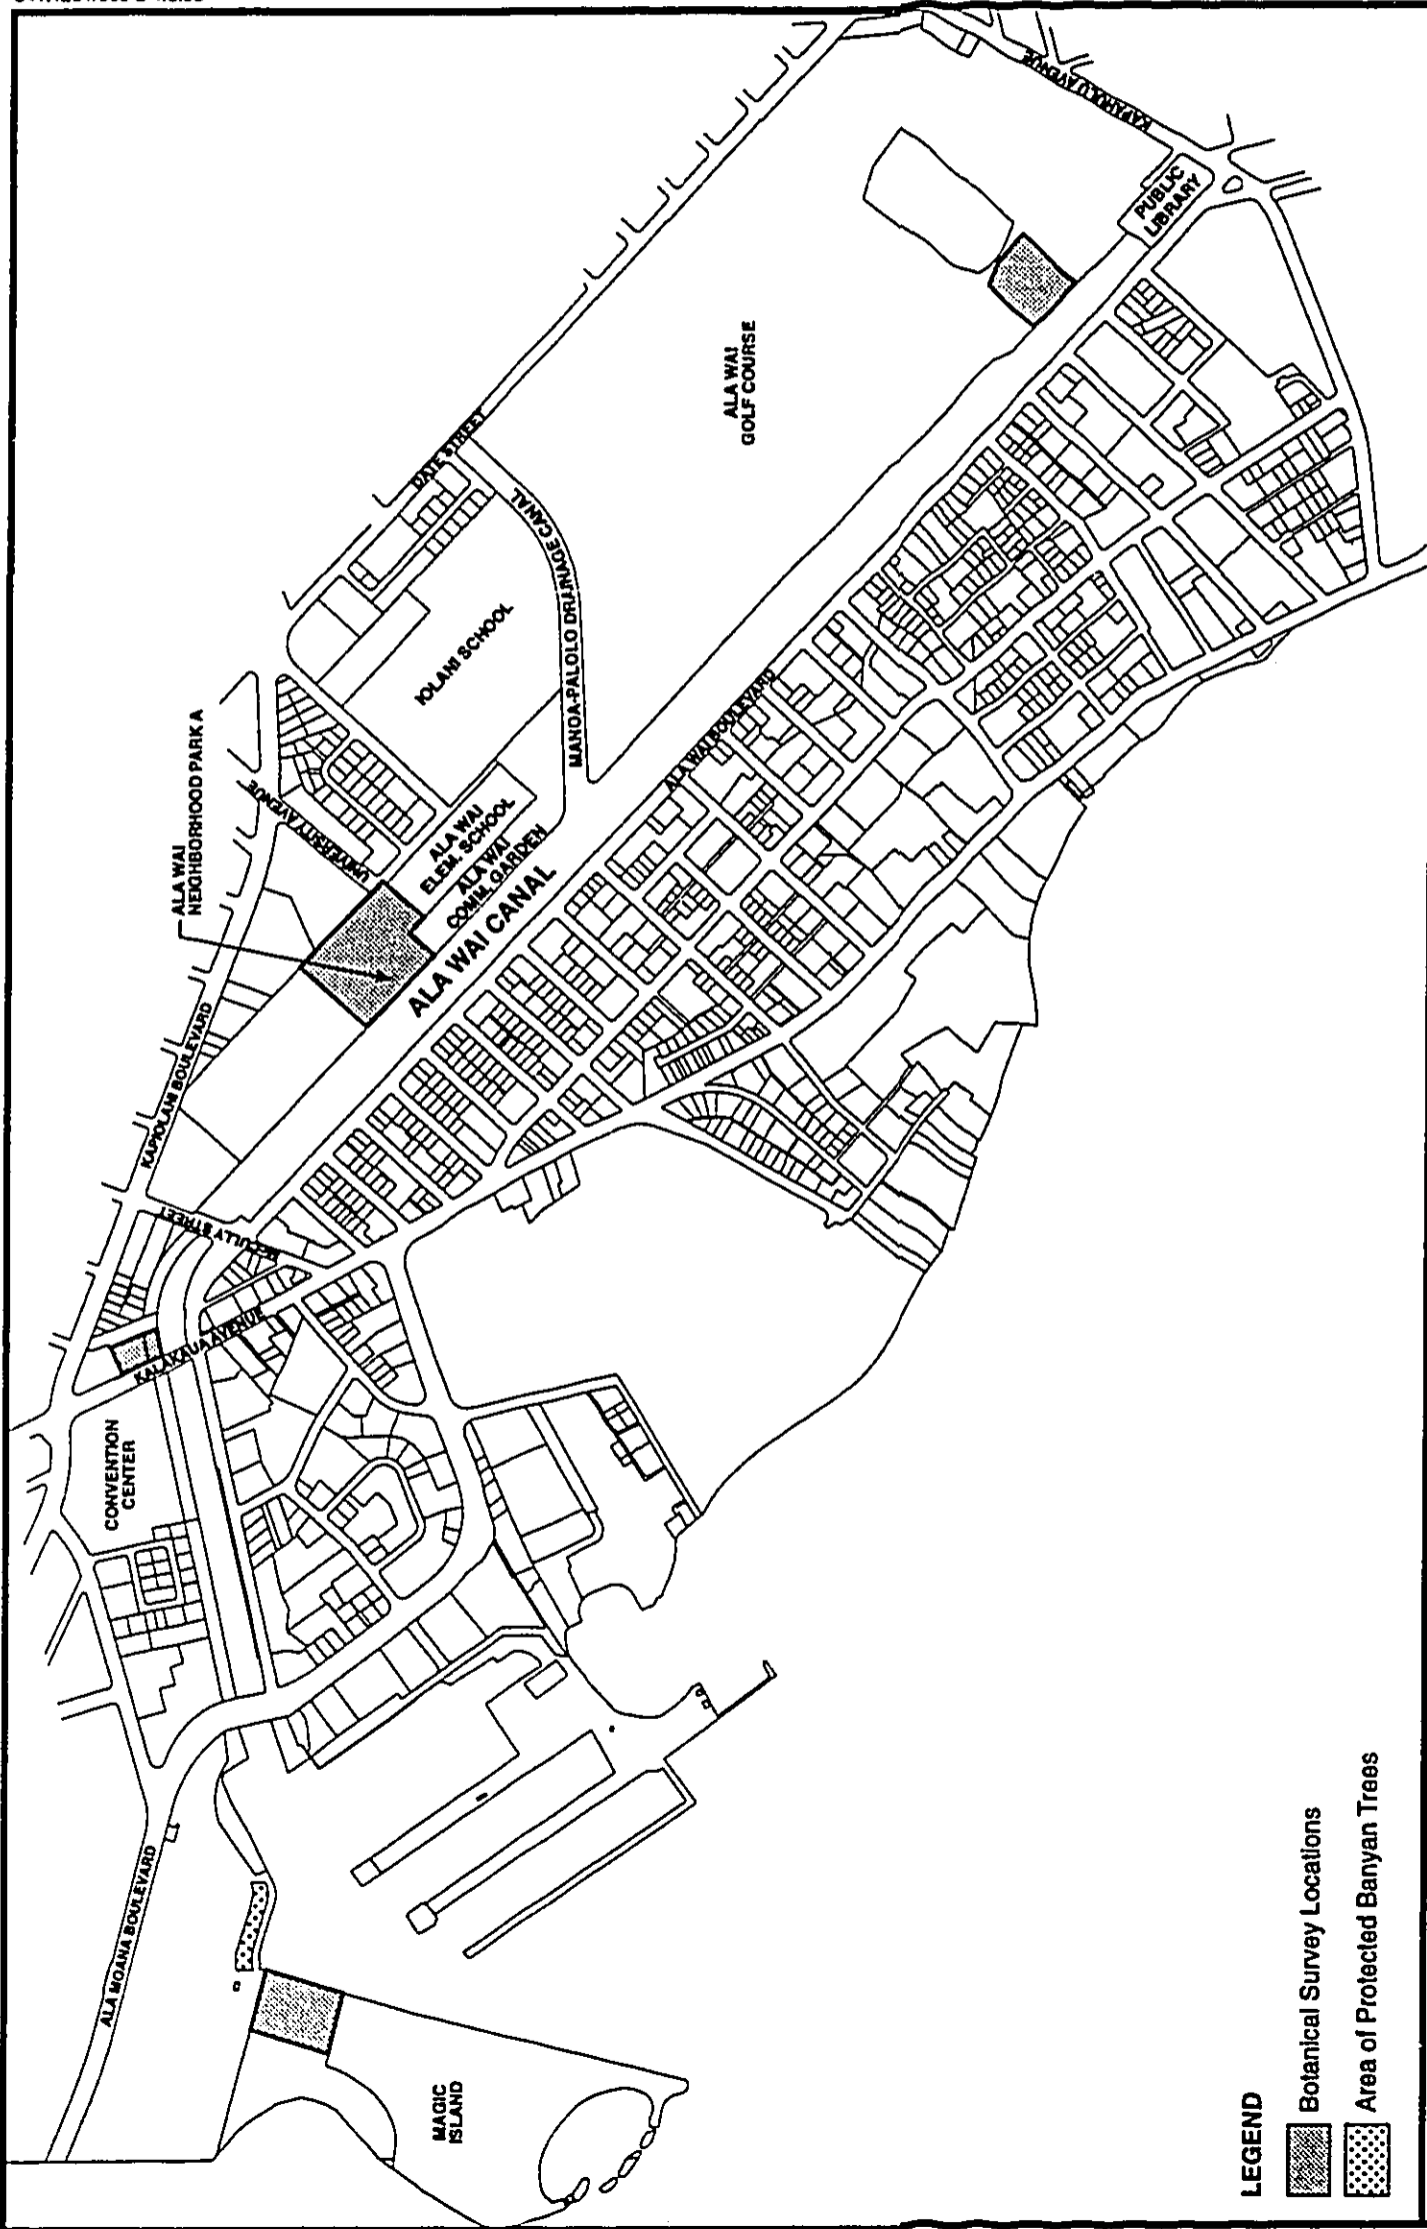 KAPAHULU AVENUE
PUBLIC
LIBRARY
ALA WAI
GOLF COURSE
DATE STREET
MANOA-PALOLO DRAINAGE CANAL
IOLANI SCHOOL
ALA WAI
NEIGHBORHOOD PARK A
UNIVERSITY AVENUE
ALA WAI
ELEM. SCHOOL
ALA WAI
COMM. GARDEN
ALA WAI CANAL
ALA WAI BOULEVARD
KAPIOLANI BOULEVARD
McCULLY STREET
KALAKAUA AVENUE
CONVENTION
CENTER
ALA MOANA BOULEVARD
MAGIC
ISLAND
LEGEND
Botanical Survey Locations
Area of Protected Banyan Trees